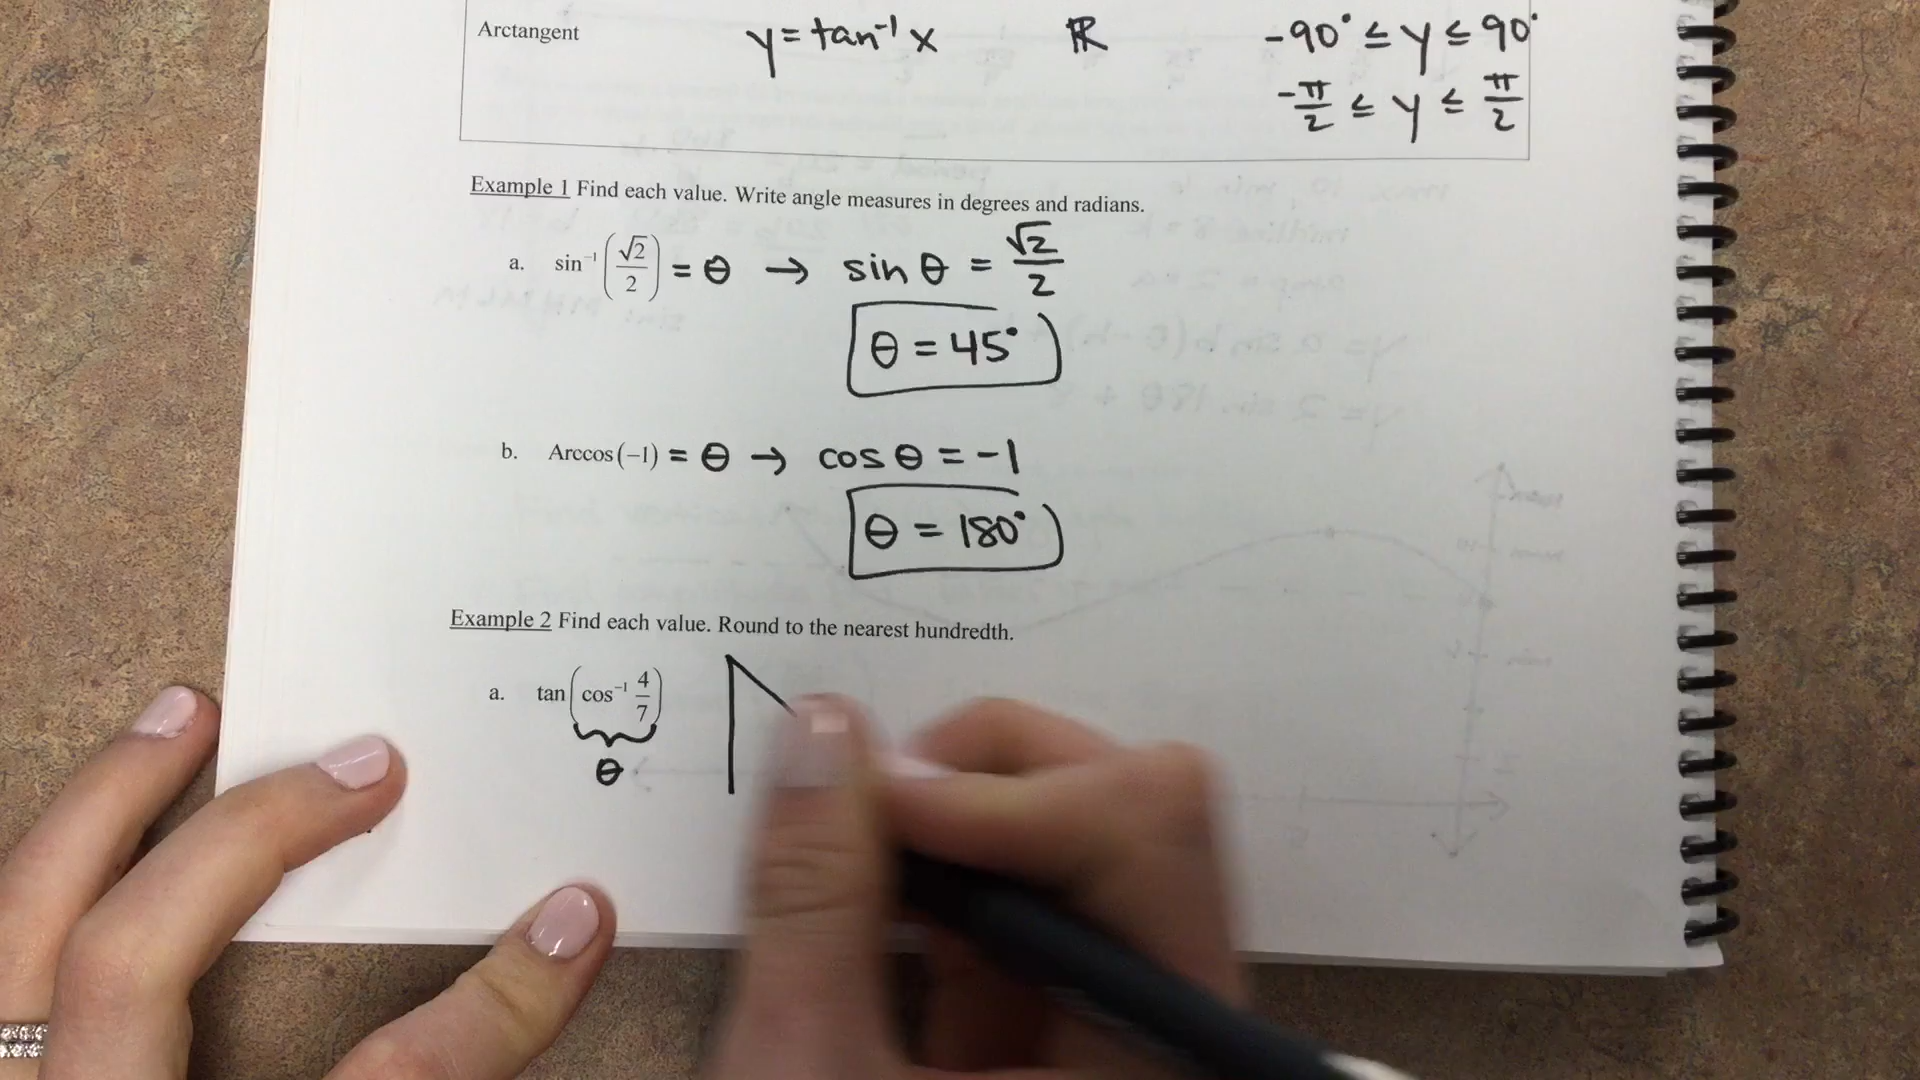 Arctangent y = tan⁻¹ x ℝ -90° ≤ y ≤ 90°
-π/2 ≤ y ≤ π/2
Example 1 Find each value. Write angle measures in degrees and radians.
a. sin⁻¹(√2/2) = θ → sin θ = √2/2
θ = 45°
b. Arccos(−1) = θ → cos θ = -1
θ = 180°
Example 2 Find each value. Round to the nearest hundredth.
a. tan(cos⁻¹ 4/7)
θ